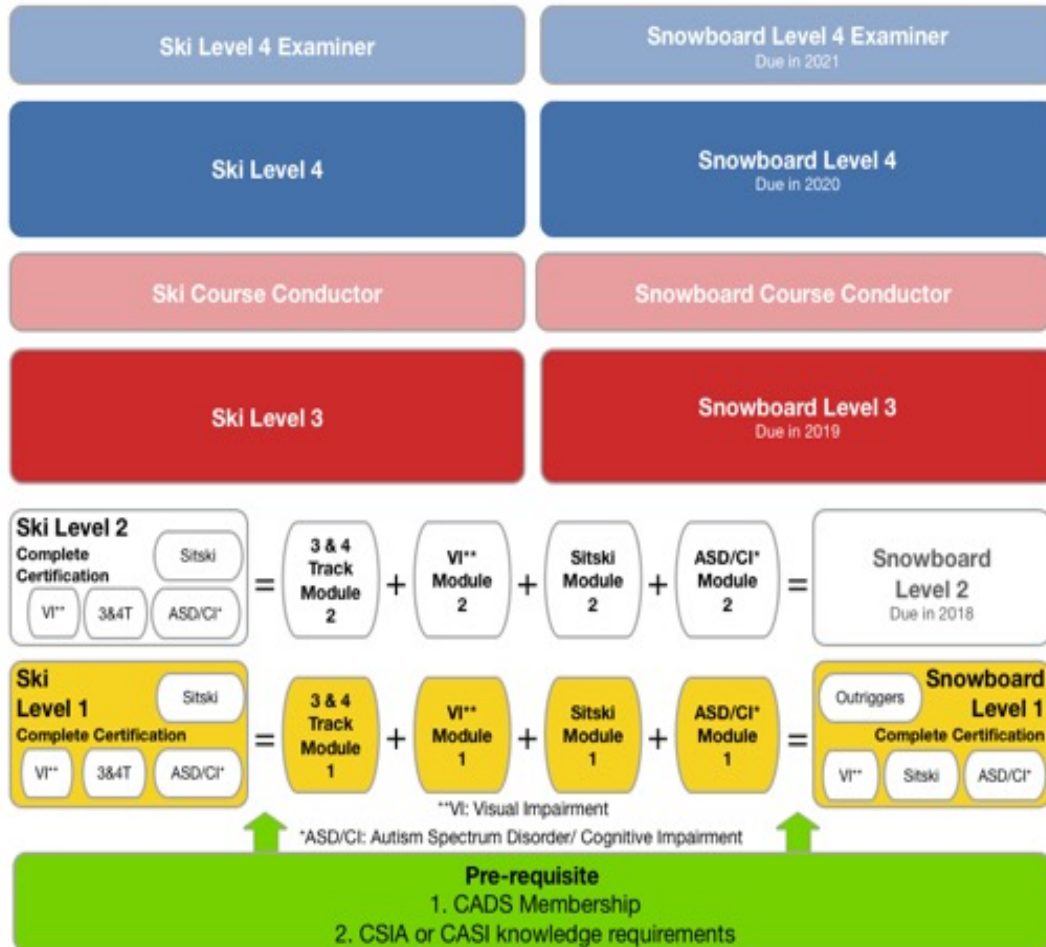 Ski Level 4 Examiner
Snowboard Level 4 Examiner
Due in 2021
Ski Level 4
Snowboard Level 4
Due in 2020
Ski Course Conductor
Snowboard Course Conductor
Ski Level 3
Snowboard Level 3
Due in 2019
Ski Level 2
Complete
Certification
Sitski
VI**
3&4T
ASD/CI*
=
3 & 4
Track
Module
2
+
VI**
Module
2
+
Sitski
Module
2
+
ASD/CI*
Module
2
=
Snowboard
Level 2
Due in 2018
Ski
Level 1
Sitski
Complete Certification
VI**
3&4T
ASD/CI*
=
3 & 4
Track
Module
1
+
VI**
Module
1
+
Sitski
Module
1
+
ASD/CI*
Module
1
=
Outriggers
Snowboard
Level 1
Complete Certification
VI**
Sitski
ASD/CI*
**VI: Visual Impairment
*ASD/CI: Autism Spectrum Disorder/ Cognitive Impairment
Pre-requisite
1. CADS Membership
2. CSIA or CASI knowledge requirements